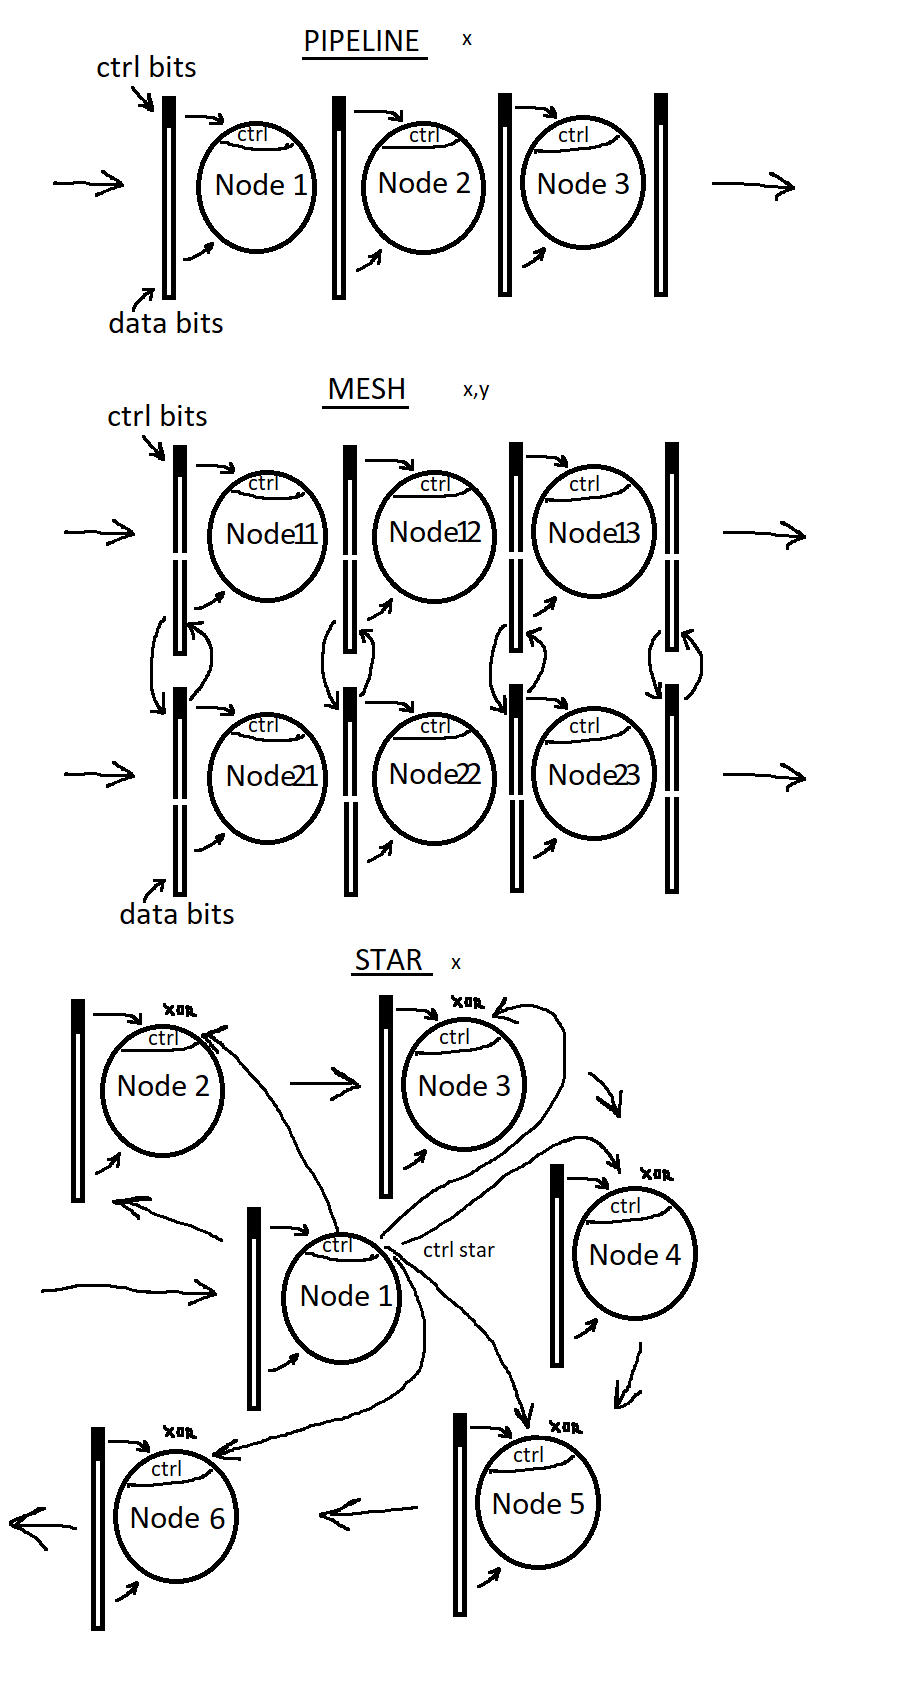 PIPELINE x
ctrl bits
ctrl ctrl ctrl
Node 1 Node 2 Node 3
data bits
MESH x,y
ctrl bits
ctrl ctrl ctrl
Node11 Node12 Node13
ctrl ctrl ctrl
Node21 Node22 Node23
data bits
STAR x
xor xor
ctrl ctrl
Node 2 Node 3
xor
ctrl
Node 4
ctrl ctrl star
Node 1
xor xor
ctrl ctrl
Node 6 Node 5